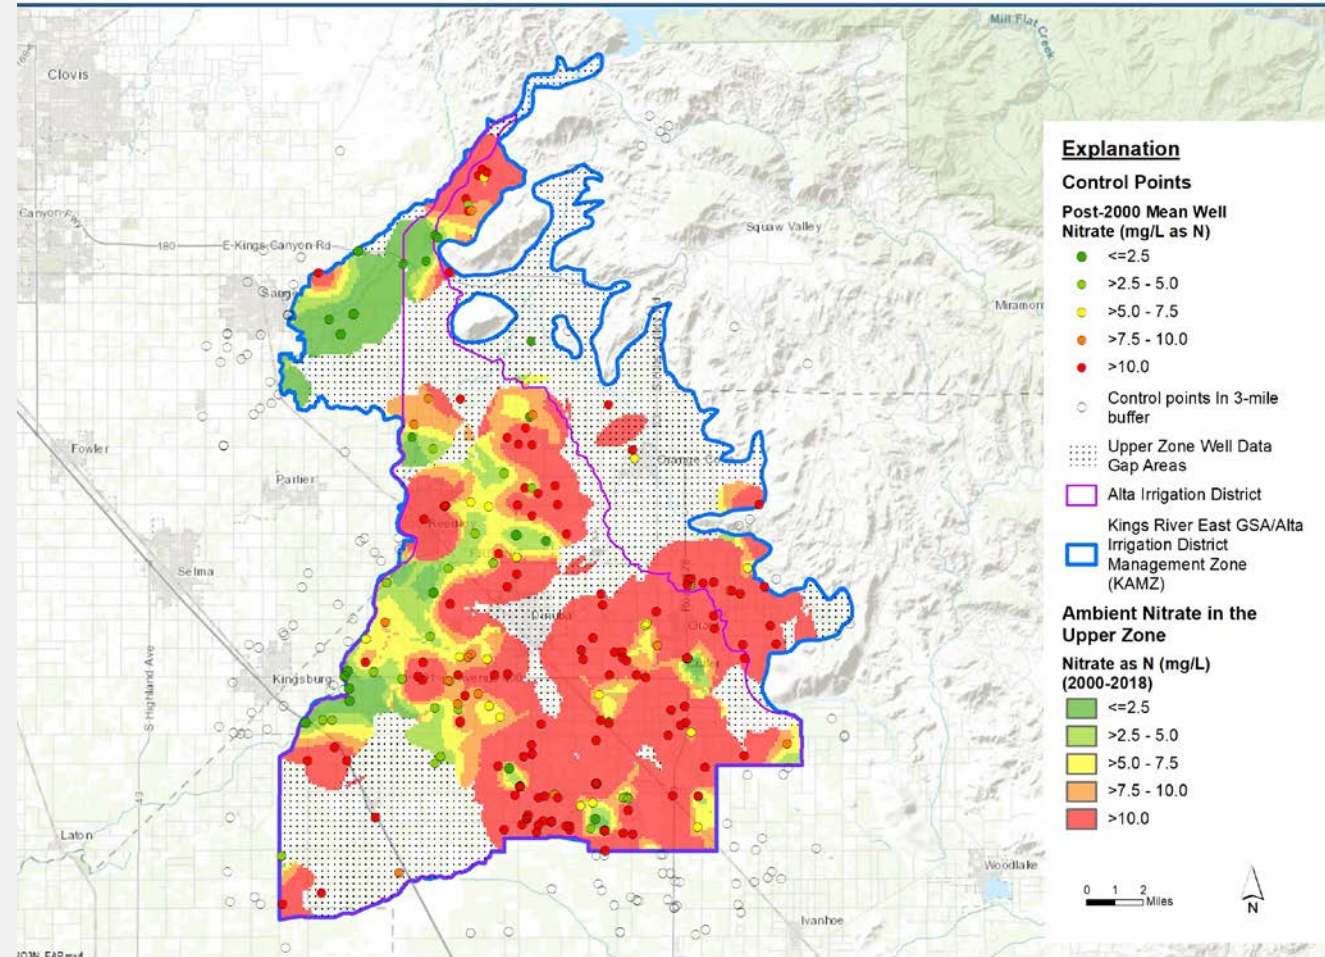 Mill Flat
Creek
Clovis
Canyon Fwy
180
E Kings Canyon Rd
Squaw Valley
Miramon
Fowler
Parlier
Selma
Kingsburg
S Highland Ave
43
Laton
Ivanhoe
Woodlake
Explanation
Control Points
Post-2000 Mean Well
Nitrate (mg/L as N)
<=2.5
>2.5 - 5.0
>5.0 - 7.5
>7.5 - 10.0
>10.0
Control points In 3-mile
buffer
Upper Zone Well Data
Gap Areas
Alta Irrigation District
Kings River East GSA/Alta
Irrigation District
Management Zone
(KAMZ)
Ambient Nitrate in the
Upper Zone
Nitrate as N (mg/L)
(2000-2018)
<=2.5
>2.5 - 5.0
>5.0 - 7.5
>7.5 - 10.0
>10.0
0 1 2
Miles
N